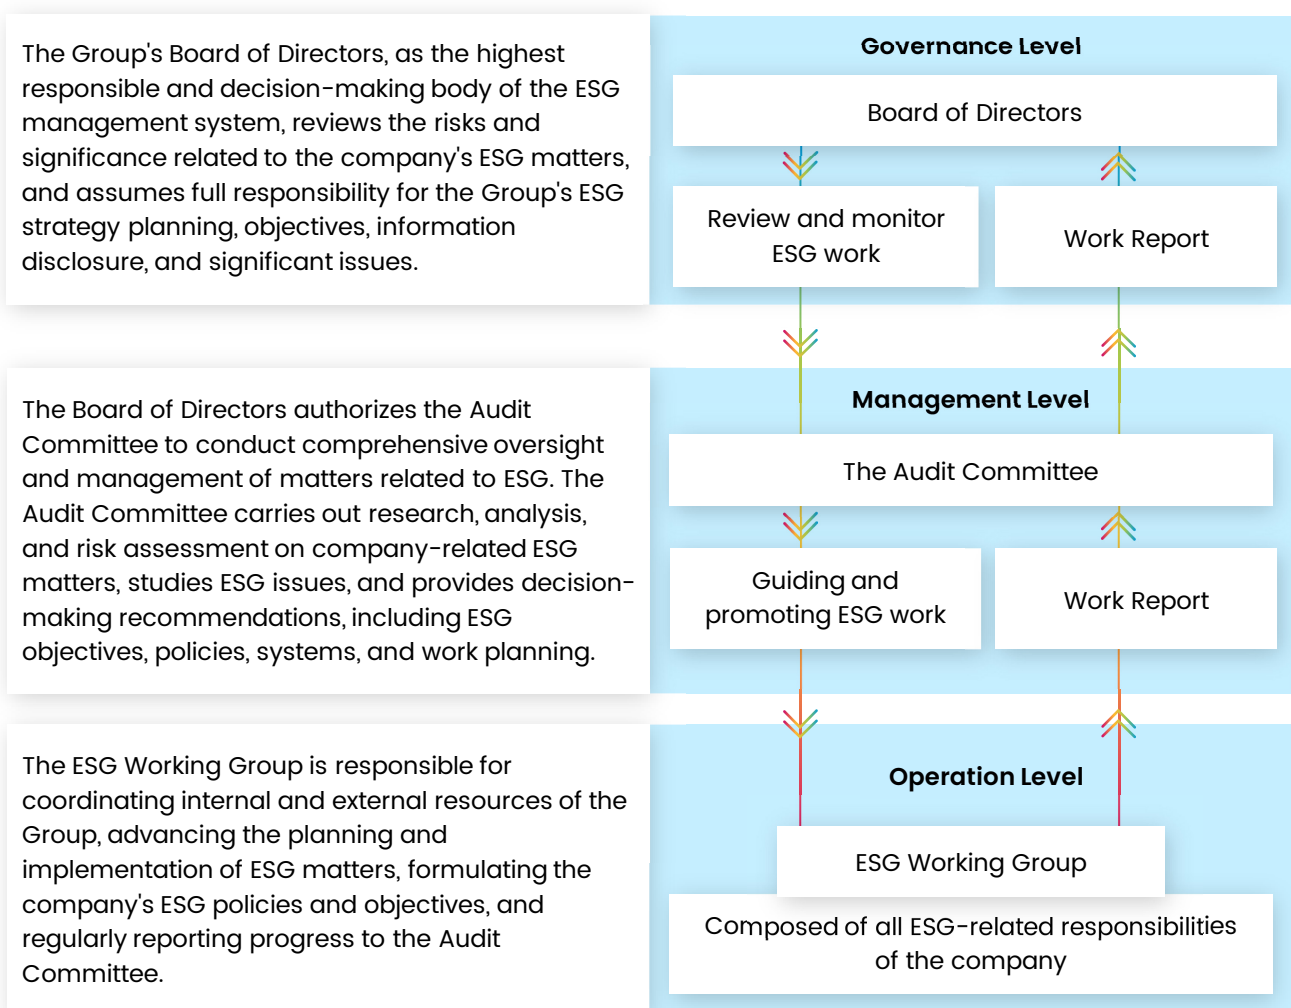 The Group's Board of Directors, as the highest
responsible and decision-making body of the ESG
management system, reviews the risks and
significance related to the company's ESG matters,
and assumes full responsibility for the Group's ESG
strategy planning, objectives, information
disclosure, and significant issues.
Governance Level
Board of Directors
Review and monitor
ESG work
Work Report
The Board of Directors authorizes the Audit
Committee to conduct comprehensive oversight
and management of matters related to ESG. The
Audit Committee carries out research, analysis,
and risk assessment on company-related ESG
matters, studies ESG issues, and provides decision-
making recommendations, including ESG
objectives, policies, systems, and work planning.
Management Level
The Audit Committee
Guiding and
promoting ESG work
Work Report
The ESG Working Group is responsible for
coordinating internal and external resources of the
Group, advancing the planning and
implementation of ESG matters, formulating the
company's ESG policies and objectives, and
regularly reporting progress to the Audit
Committee.
Operation Level
ESG Working Group
Composed of all ESG-related responsibilities
of the company